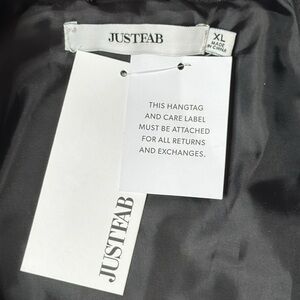 JUSTFAB
XL
MADE
IN CHINA
THIS HANGTAG
AND CARE LABEL
MUST BE ATTACHED
FOR ALL RETURNS
AND EXCHANGES.
JUSTFAB